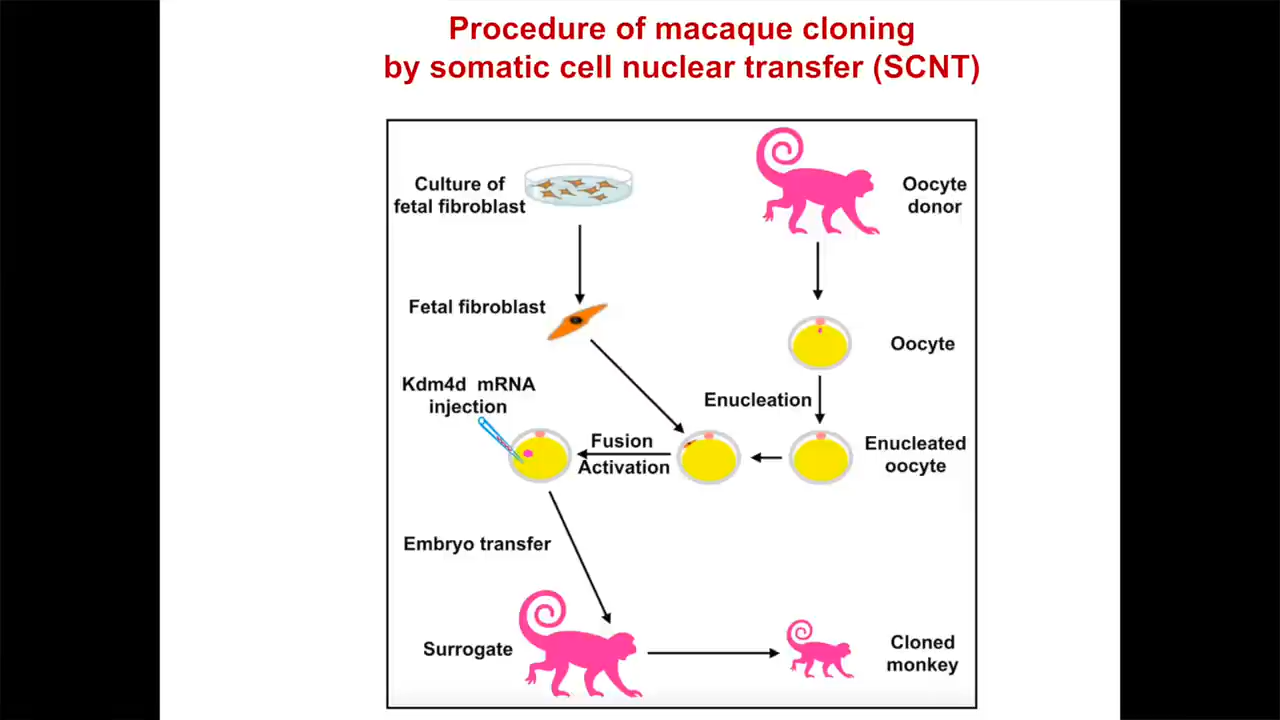 Procedure of macaque cloning
by somatic cell nuclear transfer (SCNT)
Culture of
fetal fibroblast
Oocyte
donor
Fetal fibroblast
Oocyte
Kdm4d mRNA
injection
Enucleation
Fusion
Activation
Enucleated
oocyte
Embryo transfer
Surrogate
Cloned
monkey